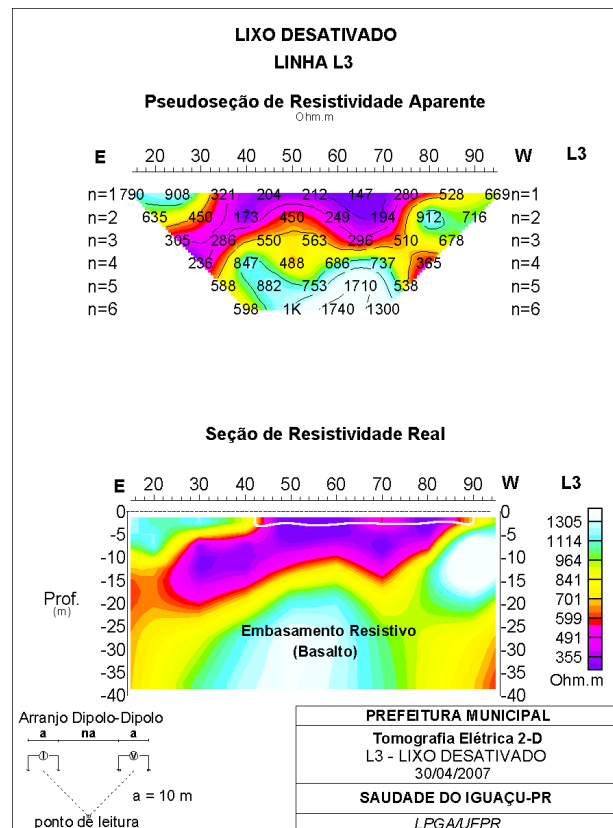 LIXO DESATIVADO
LINHA L3
Pseudoseção de Resistividade Aparente
Ohm.m
E 20 30 40 50 60 70 80 90 W L3
n=1 790 908 321 204 212 147 280 528 669 n=1
n=2 635 450 173 450 249 194 912 716 n=2
n=3 305 286 550 563 296 510 678 n=3
n=4 236 847 488 686 737 365 n=4
n=5 588 882 753 1710 538 n=5
n=6 598 1K 1740 1300 n=6
Seção de Resistividade Real
E 20 30 40 50 60 70 80 90 W L3
0 0
-5 -5
-10 -10
-15 -15
-20 -20
-25 -25
-30 -30
-35 -35
-40 -40
Prof.
(m)
Embasamento Resistivo
(Basalto)
1305
1114
964
841
701
599
491
355
Ohm.m
Arranjo Dipolo-Dipolo
a na a
I V
a = 10 m
ponto de leitura
PREFEITURA MUNICIPAL
Tomografia Elétrica 2-D
L3 - LIXO DESATIVADO
30/04/2007
SAUDADE DO IGUAÇU-PR
LPGA/UFPR